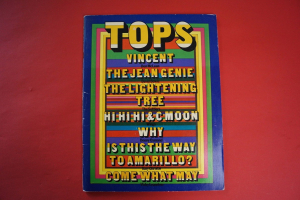 TOPS
VINCENT
THE JEAN GENIE
THE LIGHTENING
TREE
HI HI HI & C MOON
WHY
IS THIS THE WAY
TO AMARILLO?
COME WHAT MAY